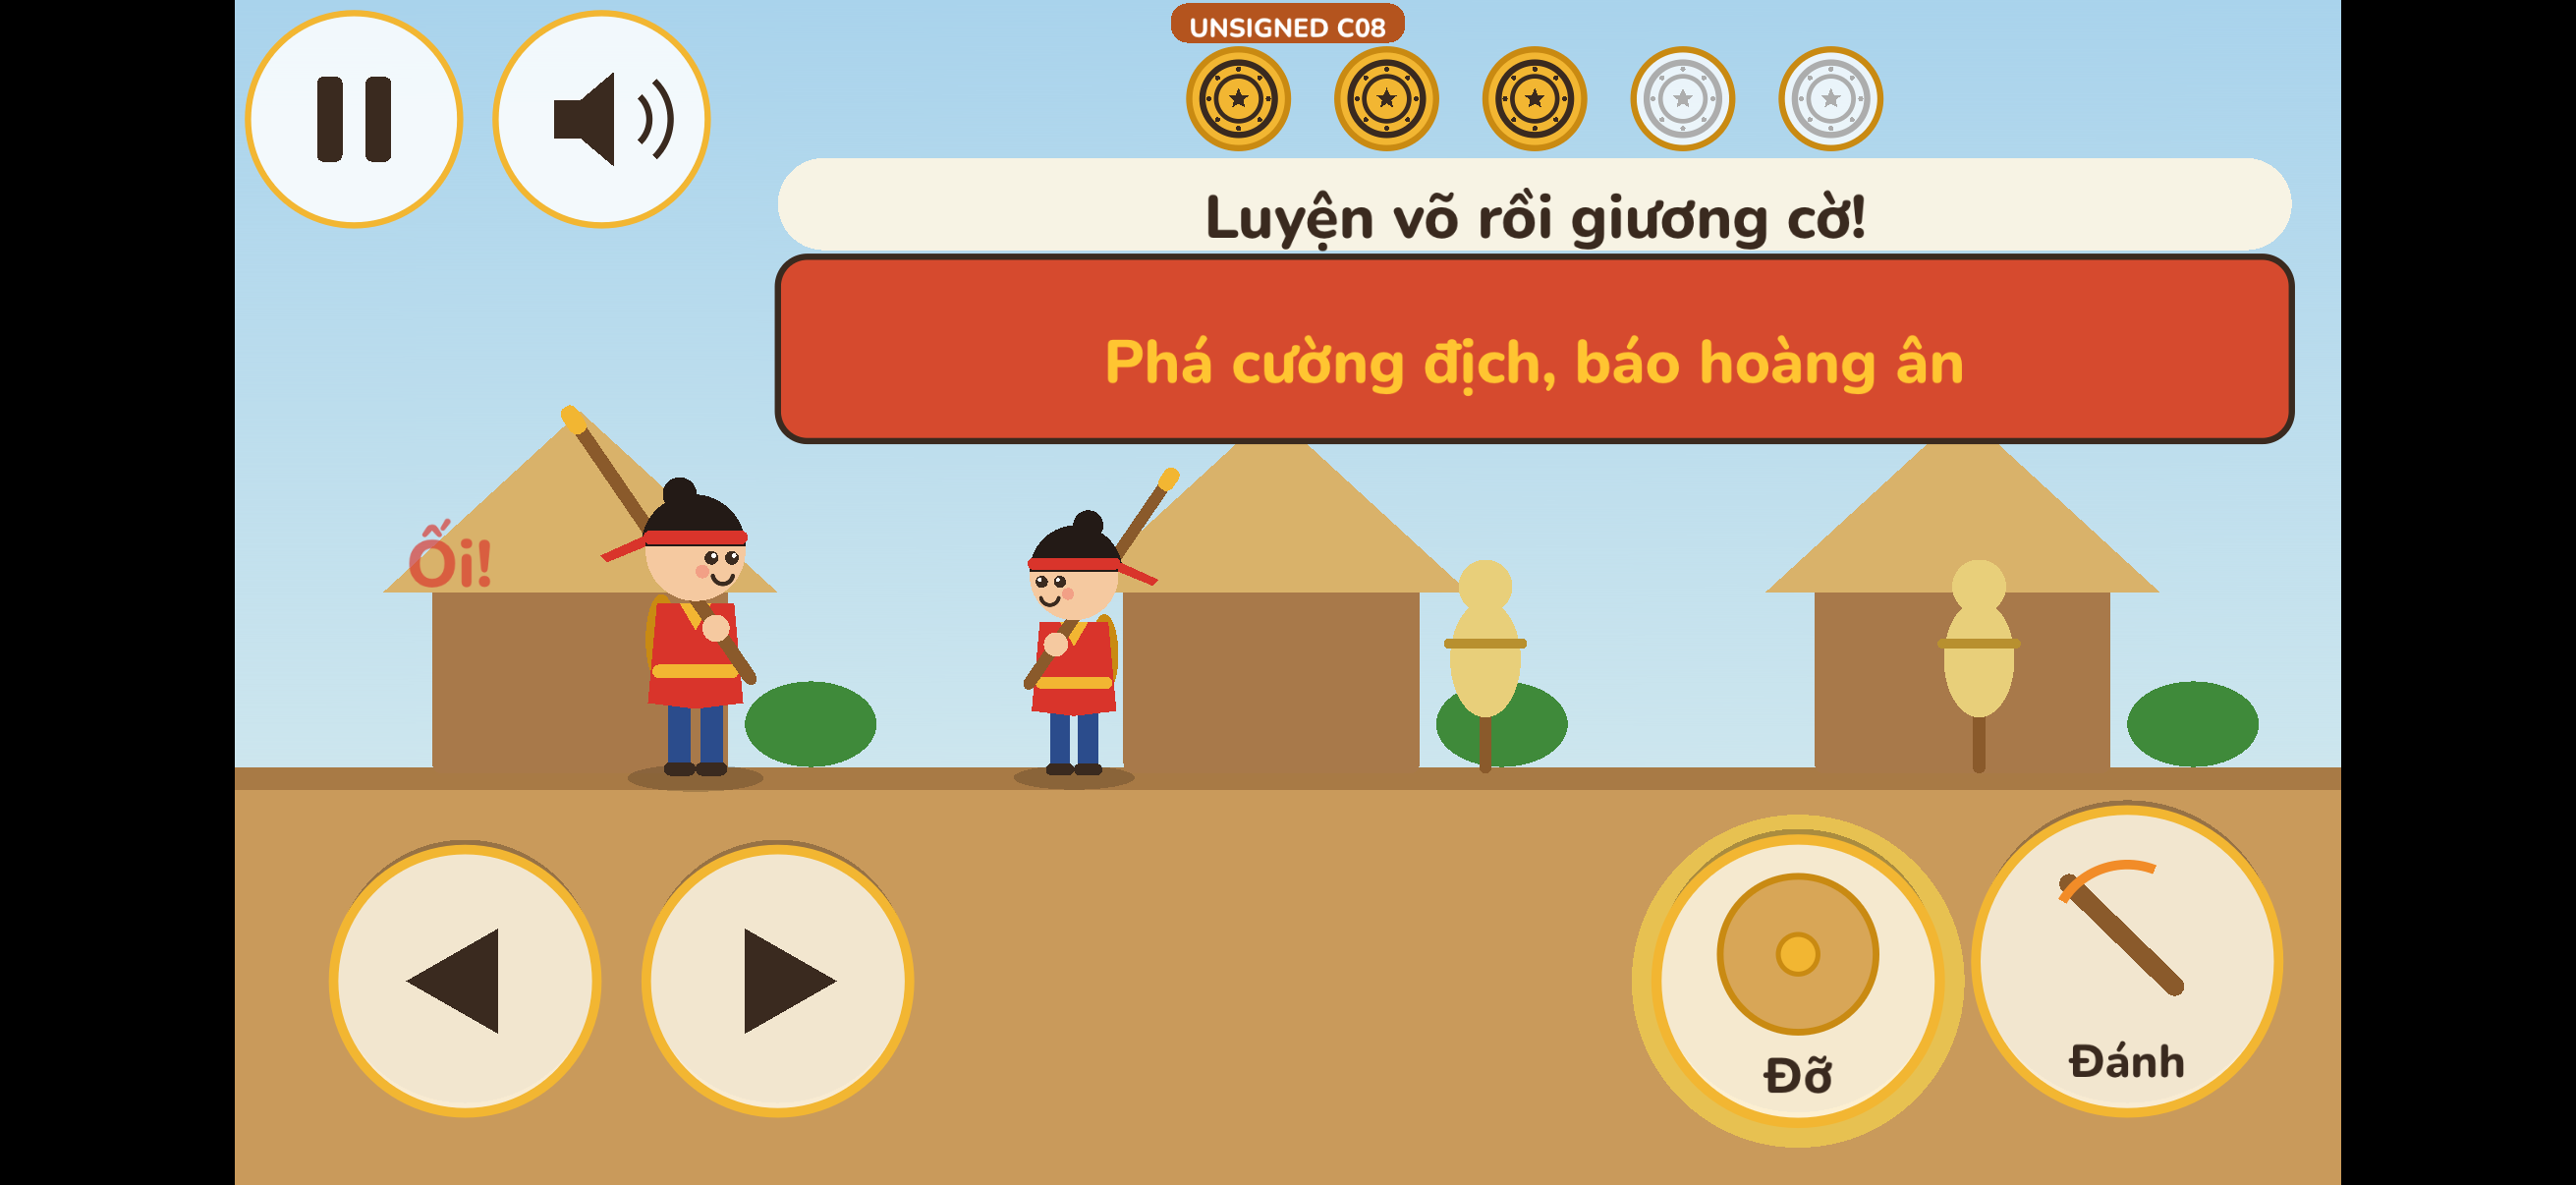 UNSIGNED C08
Luyện võ rồi giương cờ!
Phá cường địch, báo hoàng ân
Ối!
Đỡ
Đánh